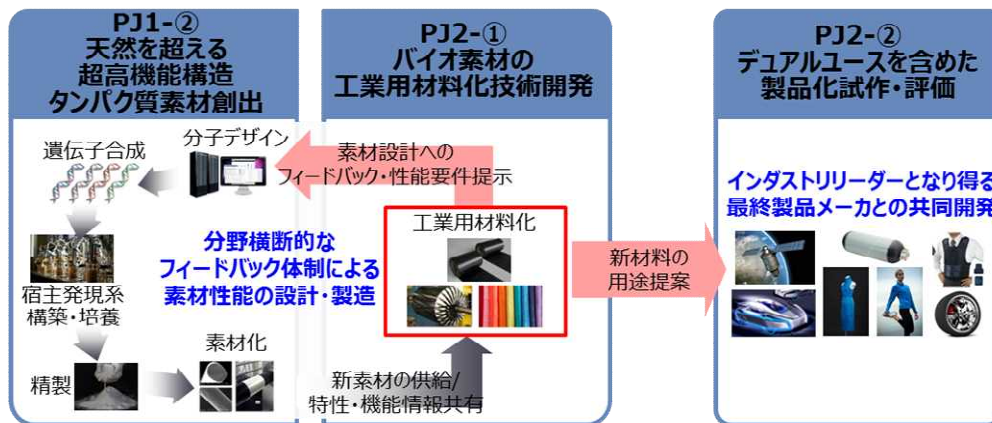 PJ1-②
天然を超える
超高機能構造
タンパク質素材創出
遺伝子合成
分子デザイン
宿主発現系
構築・培養
精製
素材化
分野横断的な
フィードバック体制による
素材性能の設計・製造
PJ2-①
バイオ素材の
工業用材料化技術開発
素材設計への
フィードバック・性能要件提示
工業用材料化
新素材の供給/
特性・機能情報共有
新材料の
用途提案
PJ2-②
デュアルユースを含めた
製品化試作・評価
インダストリリーダーとなり得る
最終製品メーカとの共同開発